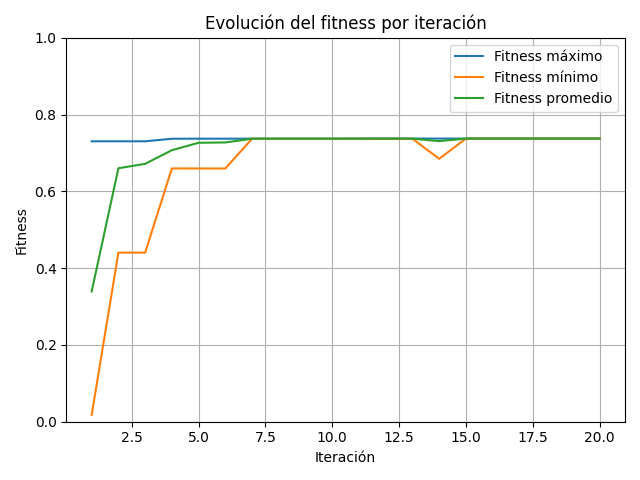 Evolución del fitness por iteración
Fitness máximo
Fitness mínimo
Fitness promedio
1.0
0.8
0.6
0.4
0.2
0.0
Fitness
2.5 5.0 7.5 10.0 12.5 15.0 17.5 20.0
Iteración